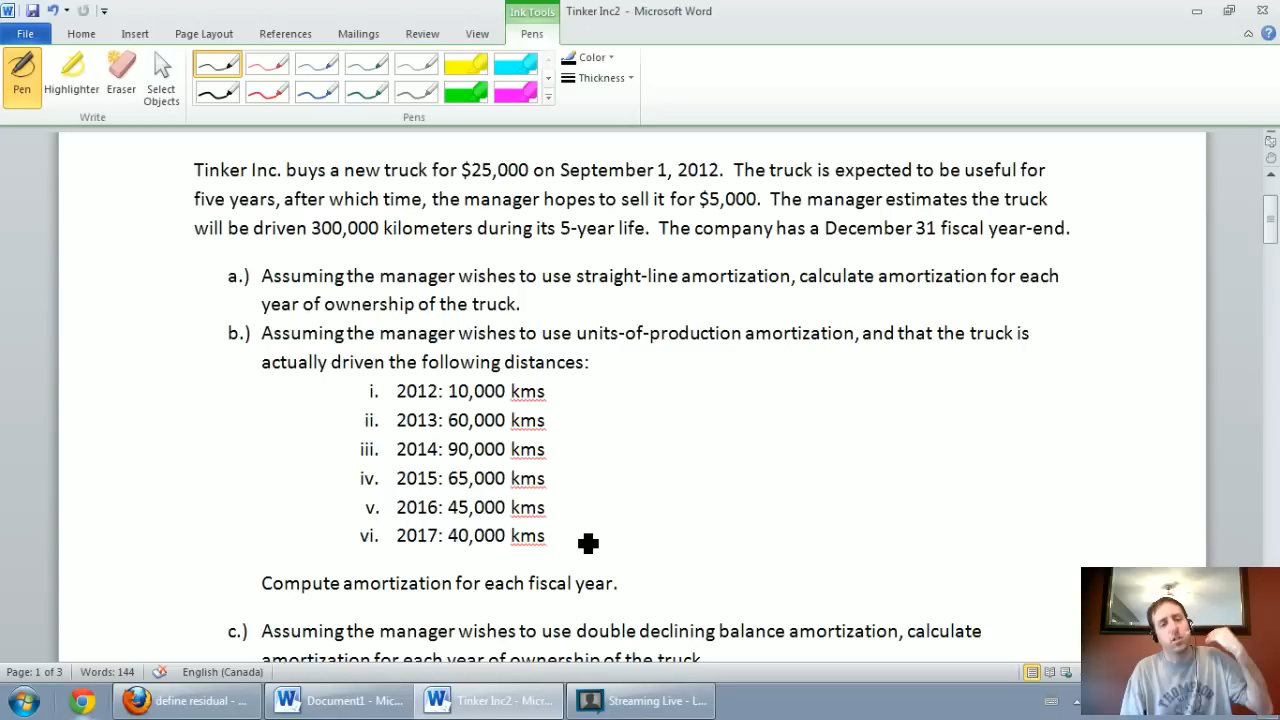 Ink Tools
Tinker Inc2 - Microsoft Word
File
Home
Insert
Page Layout
References
Mailings
Review
View
Pens
Pen
Highlighter
Eraser
Select Objects
Color
Thickness
Write
Pens
Tinker Inc. buys a new truck for $25,000 on September 1, 2012. The truck is expected to be useful for
five years, after which time, the manager hopes to sell it for $5,000. The manager estimates the truck
will be driven 300,000 kilometers during its 5-year life. The company has a December 31 fiscal year-end.
a.) Assuming the manager wishes to use straight-line amortization, calculate amortization for each
year of ownership of the truck.
b.) Assuming the manager wishes to use units-of-production amortization, and that the truck is
actually driven the following distances:
i. 2012: 10,000 kms
ii. 2013: 60,000 kms
iii. 2014: 90,000 kms
iv. 2015: 65,000 kms
v. 2016: 45,000 kms
vi. 2017: 40,000 kms
Compute amortization for each fiscal year.
c.) Assuming the manager wishes to use double declining balance amortization, calculate
amortization for each year of ownership of the truck.
Page: 1 of 3
Words: 144
English (Canada)
define residual - ...
Document1 - Mic...
Tinker Inc2 - Micr...
Streaming Live - L...